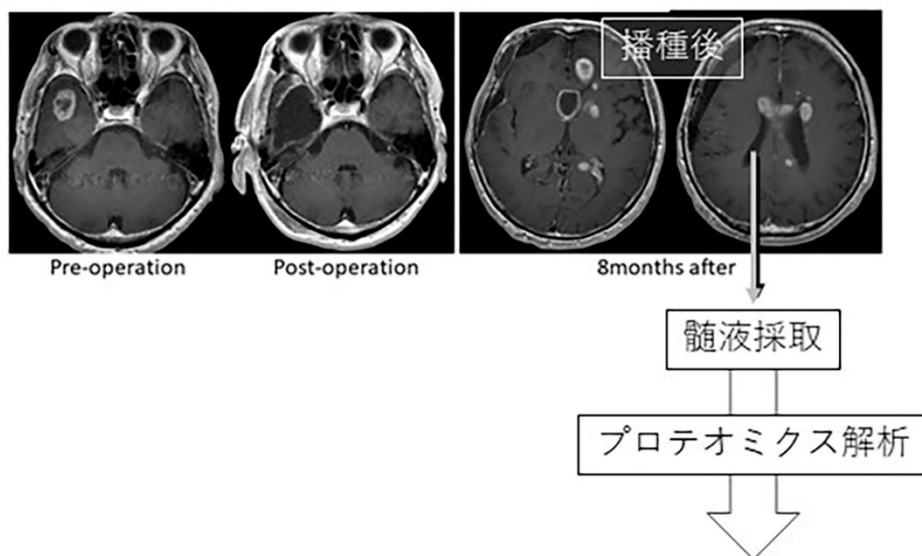 播種後
Pre-operation
Post-operation
8months after
髄液採取
プロテオミクス解析